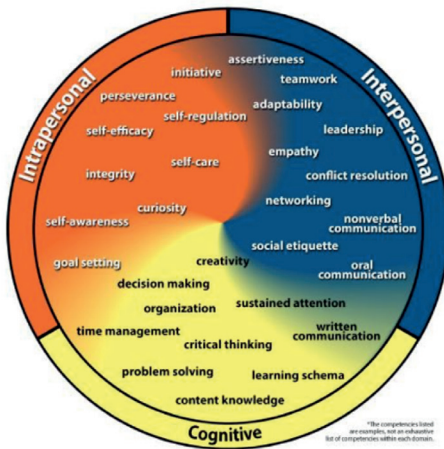 Intrapersonal
Interpersonal
assertiveness
initiative
teamwork
perseverance
adaptability
self-regulation
self-efficacy
leadership
empathy
self-care
integrity
conflict resolution
networking
curiosity
self-awareness
nonverbal
communication
social etiquette
goal setting
creativity
oral
communication
decision making
organization
sustained attention
time management
written
communication
critical thinking
problem solving
learning schema
content knowledge
Cognitive
*The competencies listed
are examples, not an exhaustive
list of competencies within each domain.